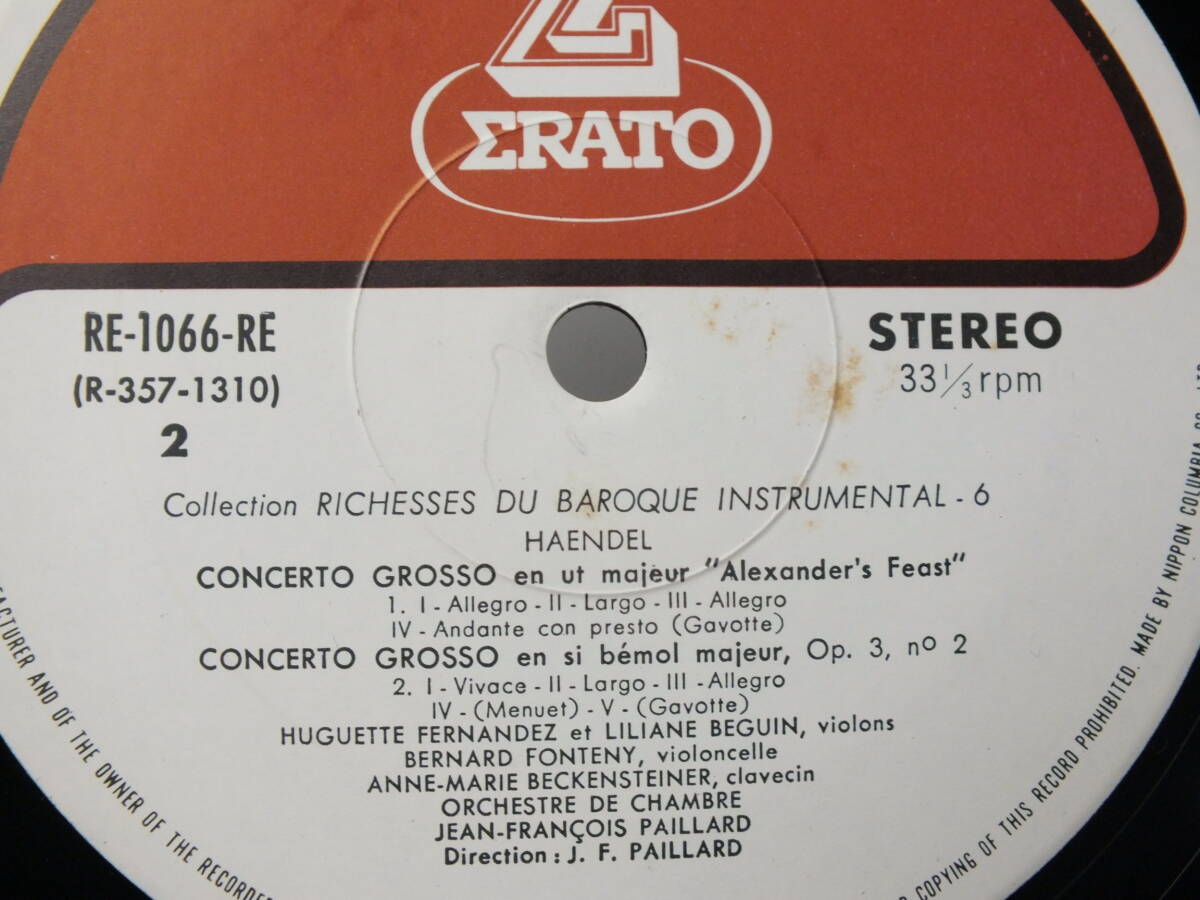 ΣRATO
RE-1066-RE
(R-357-1310)
2
STEREO
33 1/3 rpm
Collection RICHESSES DU BAROQUE INSTRUMENTAL - 6
HAENDEL
CONCERTO GROSSO en ut majeur "Alexander's Feast"
1. I - Allegro - II - Largo - III - Allegro
IV - Andante con presto (Gavotte)
CONCERTO GROSSO en si bémol majeur, Op. 3, nº 2
2. I - Vivace - II - Largo - III - Allegro
IV - (Menuet) - V - (Gavotte)
HUGUETTE FERNANDEZ et LILIANE BEGUIN, violons
BERNARD FONTENY, violoncelle
ANNE-MARIE BECKENSTEINER, clavecin
ORCHESTRE DE CHAMBRE
JEAN-FRANÇOIS PAILLARD
Direction : J. F. PAILLARD
AND OF THE OWNER OF THE
COPYING OF THIS RECORD PROHIBITED. MADE BY NIPPON COLUMBIA